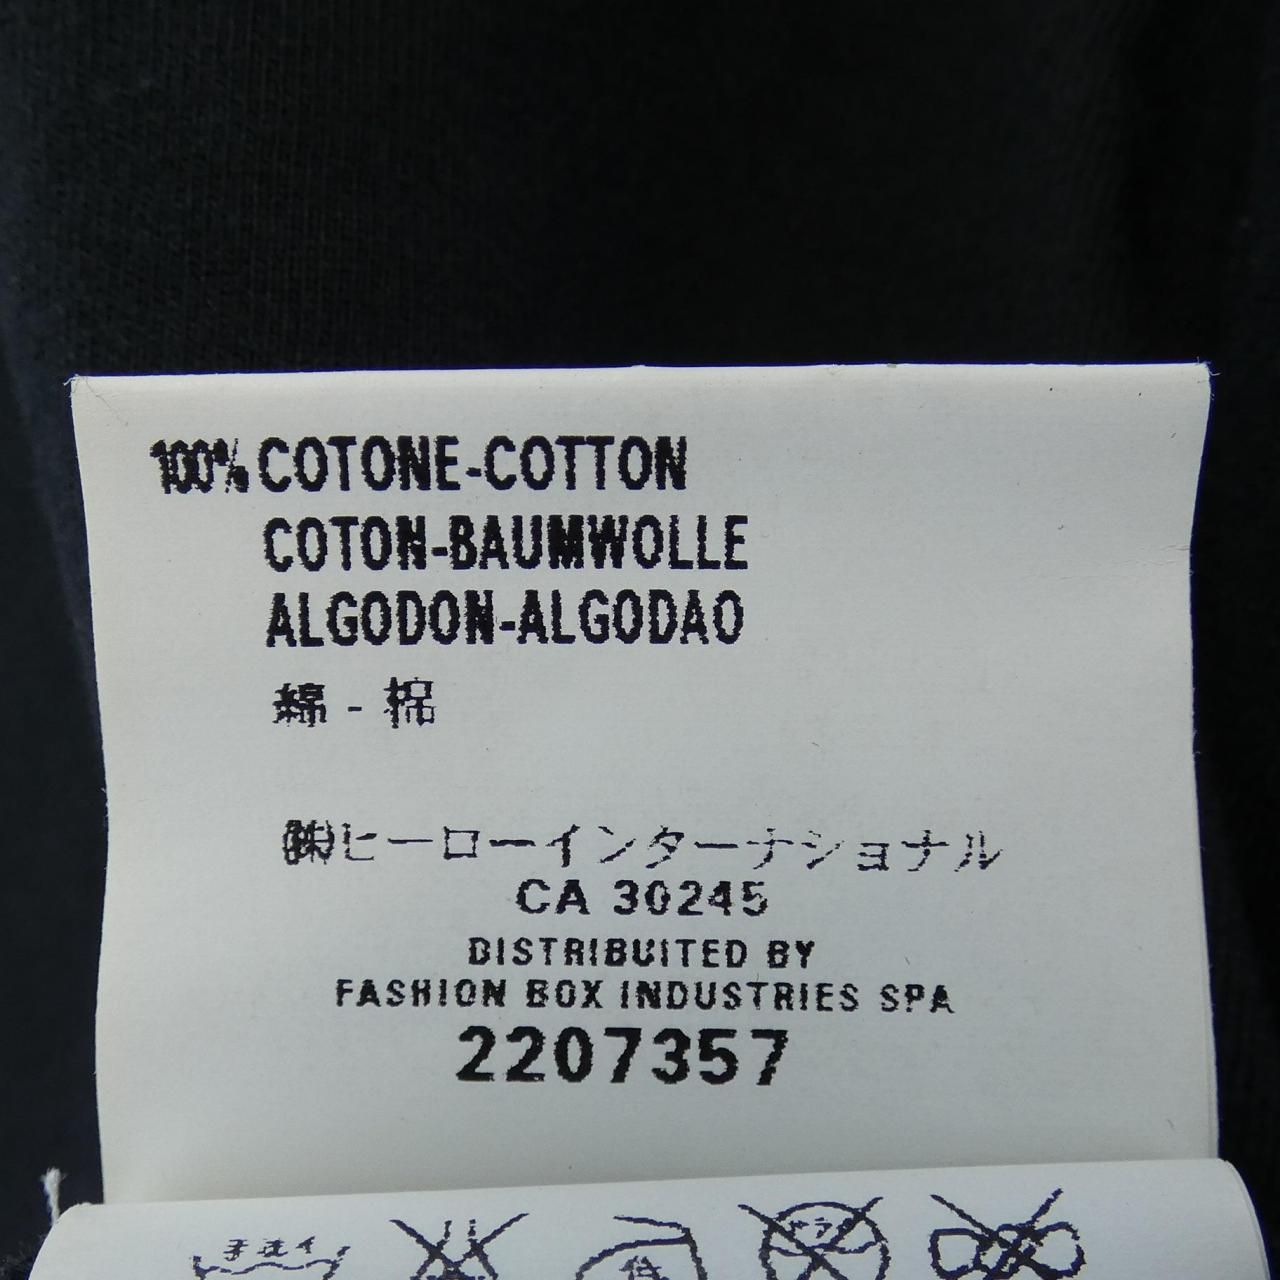 100% COTONE-COTTON
COTON-BAUMWOLLE
ALGODON-ALGODAO
綿 - 棉
㈱ヒーローインターナショナル
CA 30245
DISTRIBUITED BY
FASHION BOX INDUSTRIES SPA
2207357